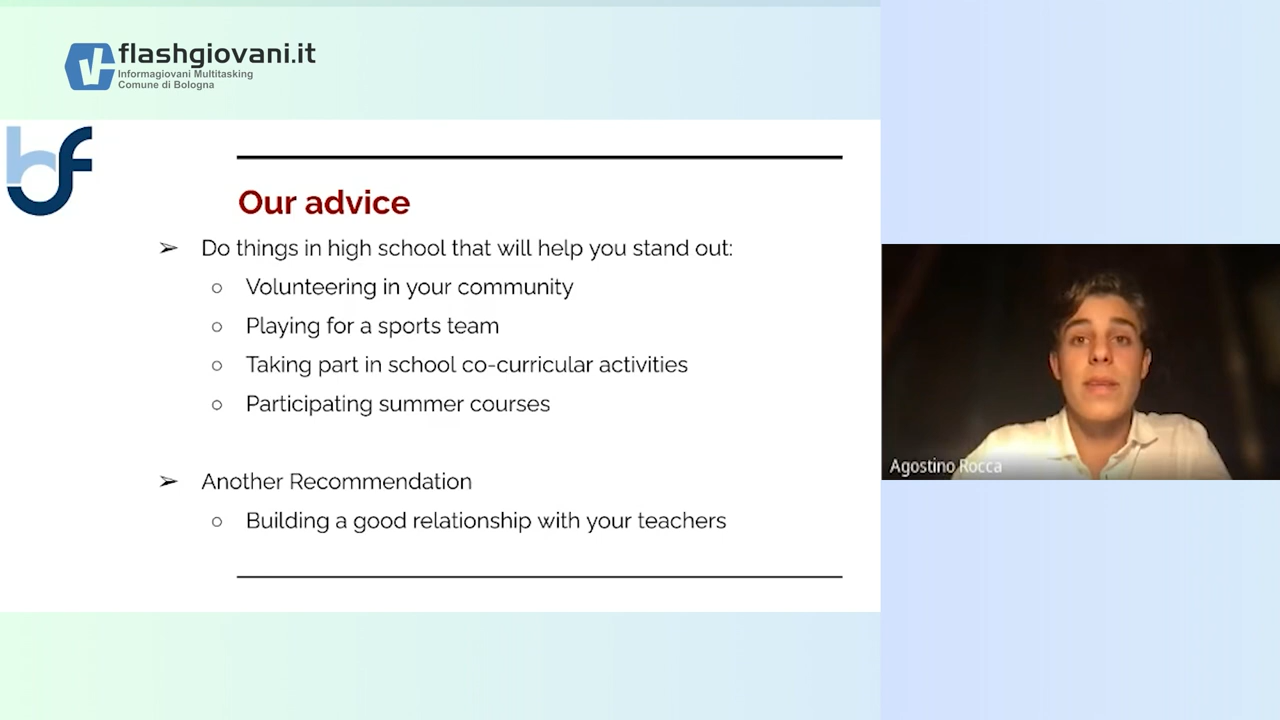 flashgiovani.it
Informagiovani Multitasking
Comune di Bologna
bf
Our advice
➢ Do things in high school that will help you stand out:
○ Volunteering in your community
○ Playing for a sports team
○ Taking part in school co-curricular activities
○ Participating summer courses
➢ Another Recommendation
○ Building a good relationship with your teachers
Agostino Rocca